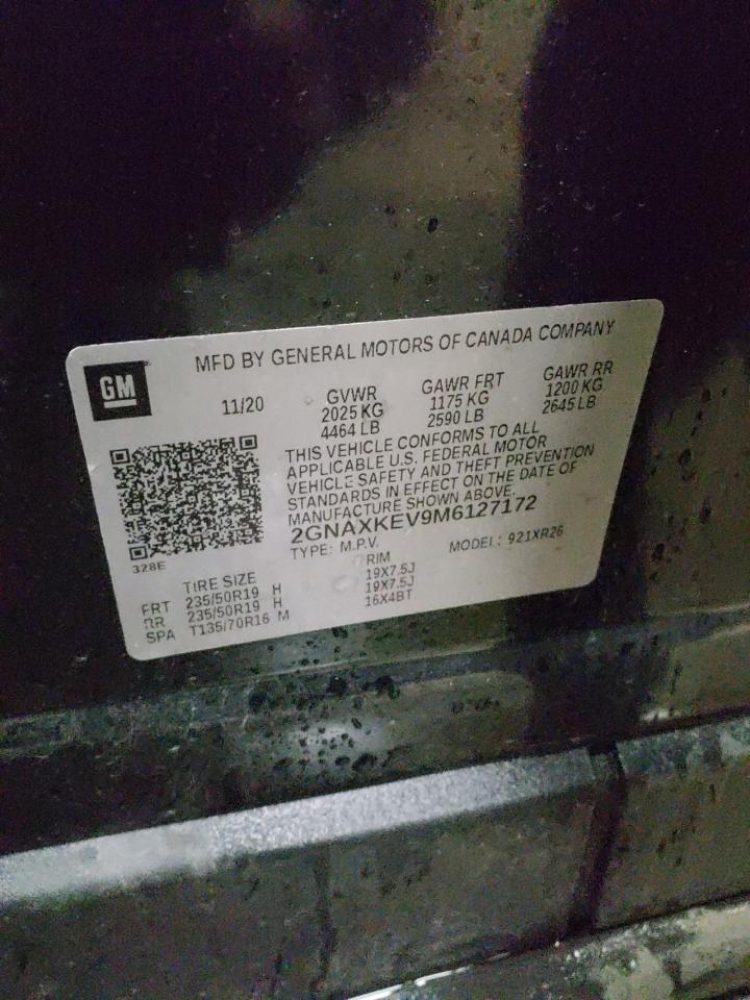 GM
MFD BY GENERAL MOTORS OF CANADA COMPANY
11/20
GVWR
2025 KG
4464 LB
GAWR FRT
1175 KG
2590 LB
GAWR RR
1200 KG
2645 LB
THIS VEHICLE CONFORMS TO ALL
APPLICABLE U.S. FEDERAL MOTOR
VEHICLE SAFETY AND THEFT PREVENTION
STANDARDS IN EFFECT ON THE DATE OF
MANUFACTURE SHOWN ABOVE.
2GNAXKEV9M6127172
TYPE: M.P.V. MODEL: 921XR26
328E
TIRE SIZE RIM
FRT 235/50R19 H 19X7.5J
RR 235/50R19 H 19X7.5J
SPA T135/70R16 M 16X4BT